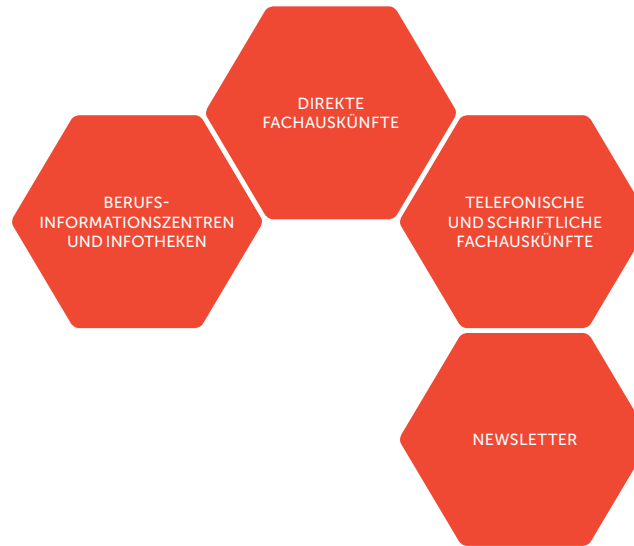 DIREKTE
FACHAUSKÜNFTE
BERUFS-
INFORMATIONSZENTREN
UND INFOTHEKEN
TELEFONISCHE
UND SCHRIFTLICHE
FACHAUSKÜNFTE
NEWSLETTER